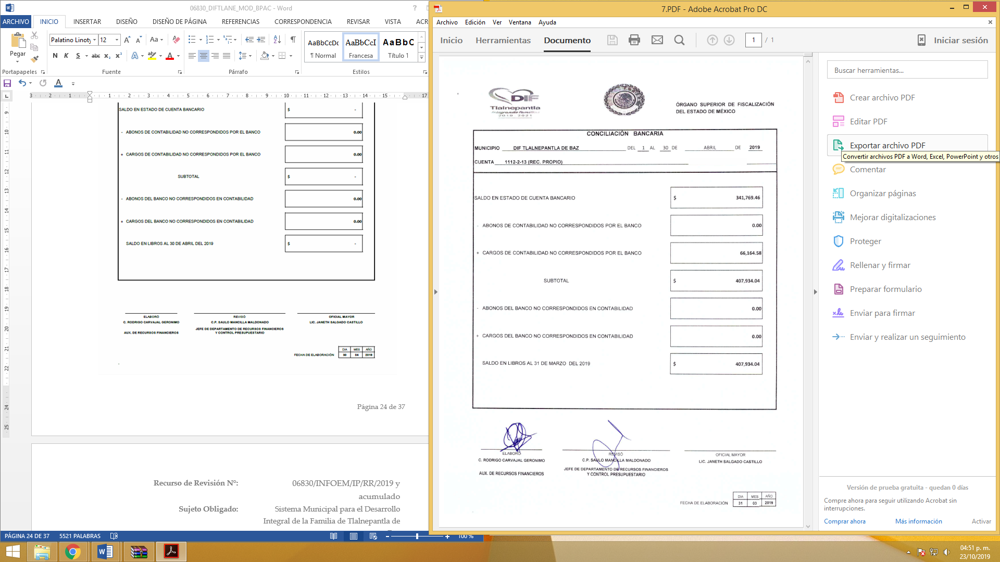 06830_DIFTLANE_MOD_BPAC - Word
ARCHIVO INICIO INSERTAR DISEÑO DISEÑO DE PÁGINA REFERENCIAS CORRESPONDENCIA REVISAR VISTA ACR
Pegar
Palatino Linoty 12
AaBbCcDc AaBbCcI AaBbC
¶ Normal Francesa Título 1
Portapapeles Fuente Párrafo Estilos
SALDO EN ESTADO DE CUENTA BANCARIO $ -
- ABONOS DE CONTABILIDAD NO CORRESPONDIDOS POR EL BANCO 0.00
+ CARGOS DE CONTABILIDAD NO CORRESPONDIDOS POR EL BANCO 0.00
SUBTOTAL $ -
- ABONOS DEL BANCO NO CORRESPONDIDOS EN CONTABILIDAD 0.00
+ CARGOS DEL BANCO NO CORRESPONDIDOS EN CONTABILIDAD 0.00
SALDO EN LIBROS AL 30 DE ABRIL DEL 2019 $ -
ELABORÓ REVISÓ OFICIAL MAYOR
C. RODRIGO CARVAJAL GERONIMO C.P. SAULO MANCILLA MALDONADO LIC. JANETH SALGADO CASTILLO
AUX. DE RECURSOS FINANCIEROS JEFE DE DEPARTAMENTO DE RECURSOS FINANCIEROS
Y CONTROL PRESUPUESTARIO
DIA MES AÑO
FECHA DE ELABORACIÓN 30 04 2019
Página 24 de 37
Recurso de Revisión N°: 06830/INFOEM/IP/RR/2019 y
acumulado
Sujeto Obligado: Sistema Municipal para el Desarrollo
Integral de la Familia de Tlalnepantla de
PÁGINA 24 DE 37 5521 PALABRAS 100 %
7.PDF - Adobe Acrobat Pro DC
Archivo Edición Ver Ventana Ayuda
Inicio Herramientas Documento 1 / 1 Iniciar sesión
DIF
Tlalnepantla
Integrando familias
2019 2021
ÓRGANO SUPERIOR DE FISCALIZACIÓN
DEL ESTADO DE MÉXICO
CONCILIACIÓN BANCARIA
MUNICIPIO DIF TLALNEPANTLA DE BAZ DEL 1 AL 30 DE ABRIL DE 2019
CUENTA 1112-2-13 (REC. PROPIO)
SALDO EN ESTADO DE CUENTA BANCARIO $ 341,769.46
- ABONOS DE CONTABILIDAD NO CORRESPONDIDOS POR EL BANCO 0.00
+ CARGOS DE CONTABILIDAD NO CORRESPONDIDOS POR EL BANCO 66,164.58
SUBTOTAL $ 407,934.04
- ABONOS DEL BANCO NO CORRESPONDIDOS EN CONTABILIDAD 0.00
+ CARGOS DEL BANCO NO CORRESPONDIDOS EN CONTABILIDAD 0.00
SALDO EN LIBROS AL 31 DE MARZO DEL 2019 $ 407,934.04
ELABORÓ REVISÓ OFICIAL MAYOR
C. RODRIGO CARVAJAL GERONIMO C.P. SAULO MANCILLA MALDONADO LIC. JANETH SALGADO CASTILLO
AUX. DE RECURSOS FINANCIEROS JEFE DE DEPARTAMENTO DE RECURSOS FINANCIEROS
Y CONTROL PRESUPUESTARIO
DIA MES AÑO
FECHA DE ELABORACIÓN 31 03 2019
Buscar herramientas...
Crear archivo PDF
Editar PDF
Exportar archivo PDF
Convertir archivos PDF a Word, Excel, PowerPoint y otros
Comentar
Organizar páginas
Mejorar digitalizaciones
Proteger
Rellenar y firmar
Preparar formulario
Enviar para firmar
Enviar y realizar un seguimiento
Versión de prueba gratuita - quedan 0 días
Compre ahora para seguir utilizando Acrobat sin
interrupciones.
Comprar ahora Más información Activar
04:51 p. m.
23/10/2019